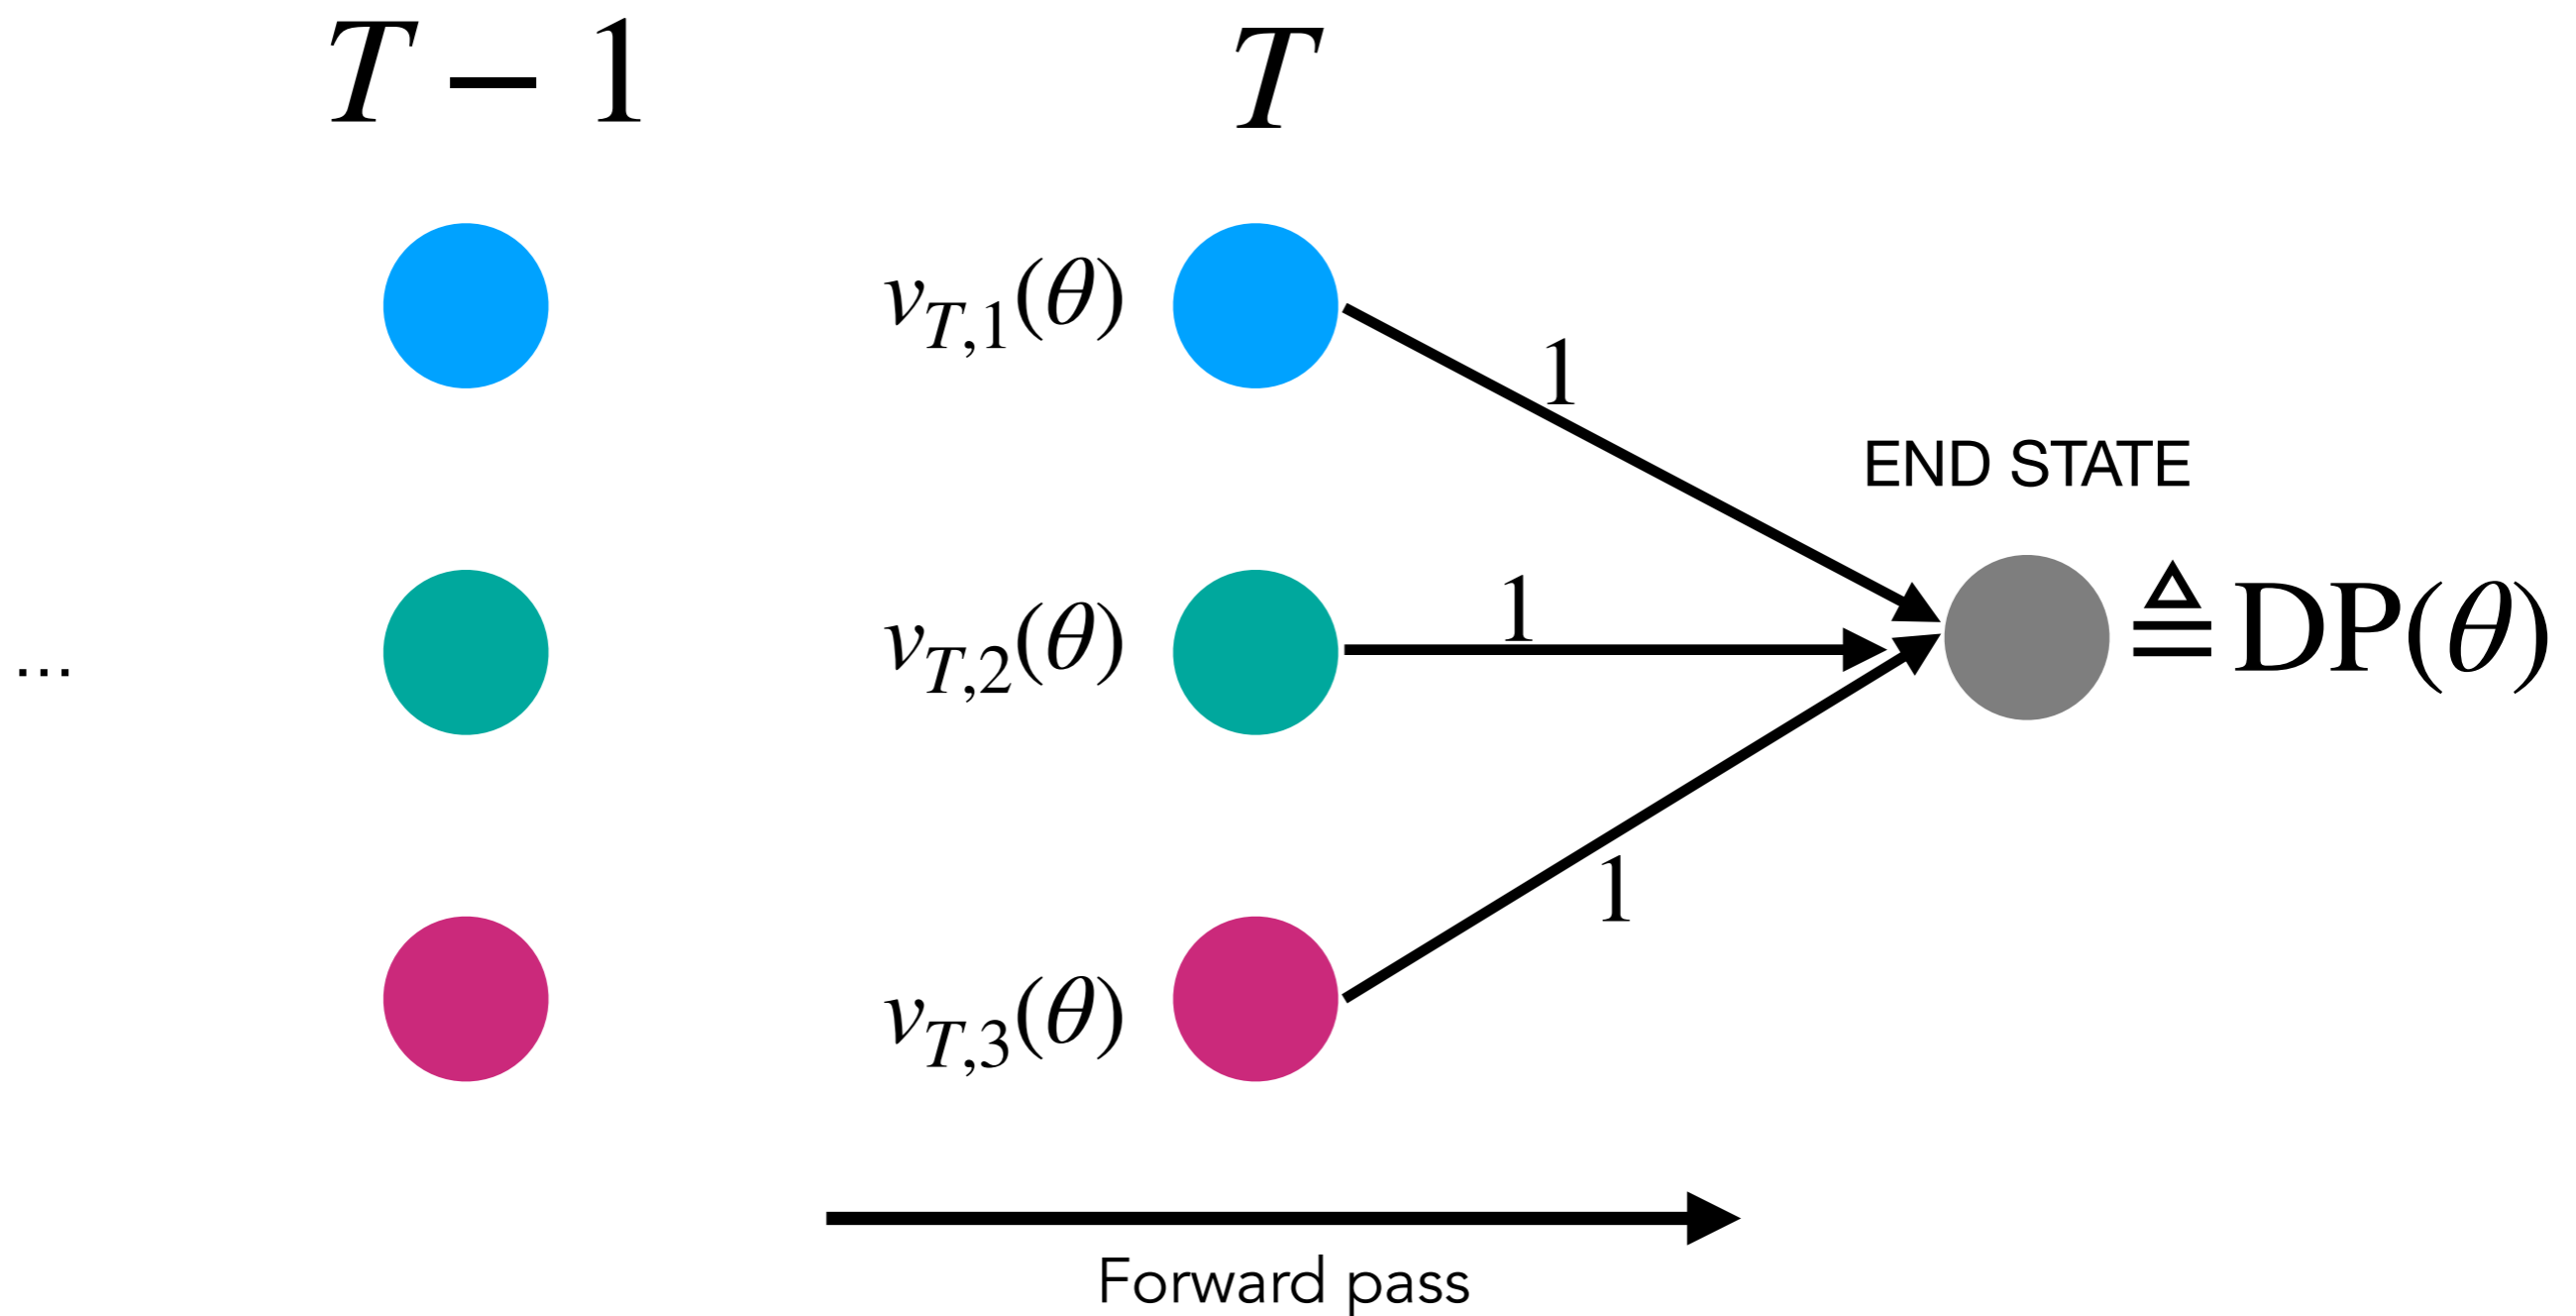 T − 1
T
v_{T,1}(θ)
1
END STATE
...
v_{T,2}(θ)
1
≜ DP(θ)
v_{T,3}(θ)
1
Forward pass